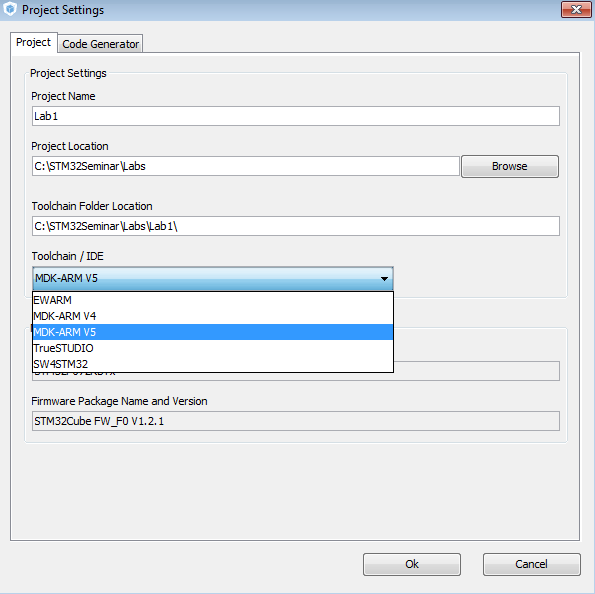 Project Settings
Project
Code Generator
Project Settings
Project Name
Lab1
Project Location
C:\STM32Seminar\Labs
Browse
Toolchain Folder Location
C:\STM32Seminar\Labs\Lab1\
Toolchain / IDE
MDK-ARM V5
EWARM
MDK-ARM V4
MDK-ARM V5
TrueSTUDIO
SW4STM32
Firmware Package Name and Version
STM32Cube FW_F0 V1.2.1
Ok
Cancel